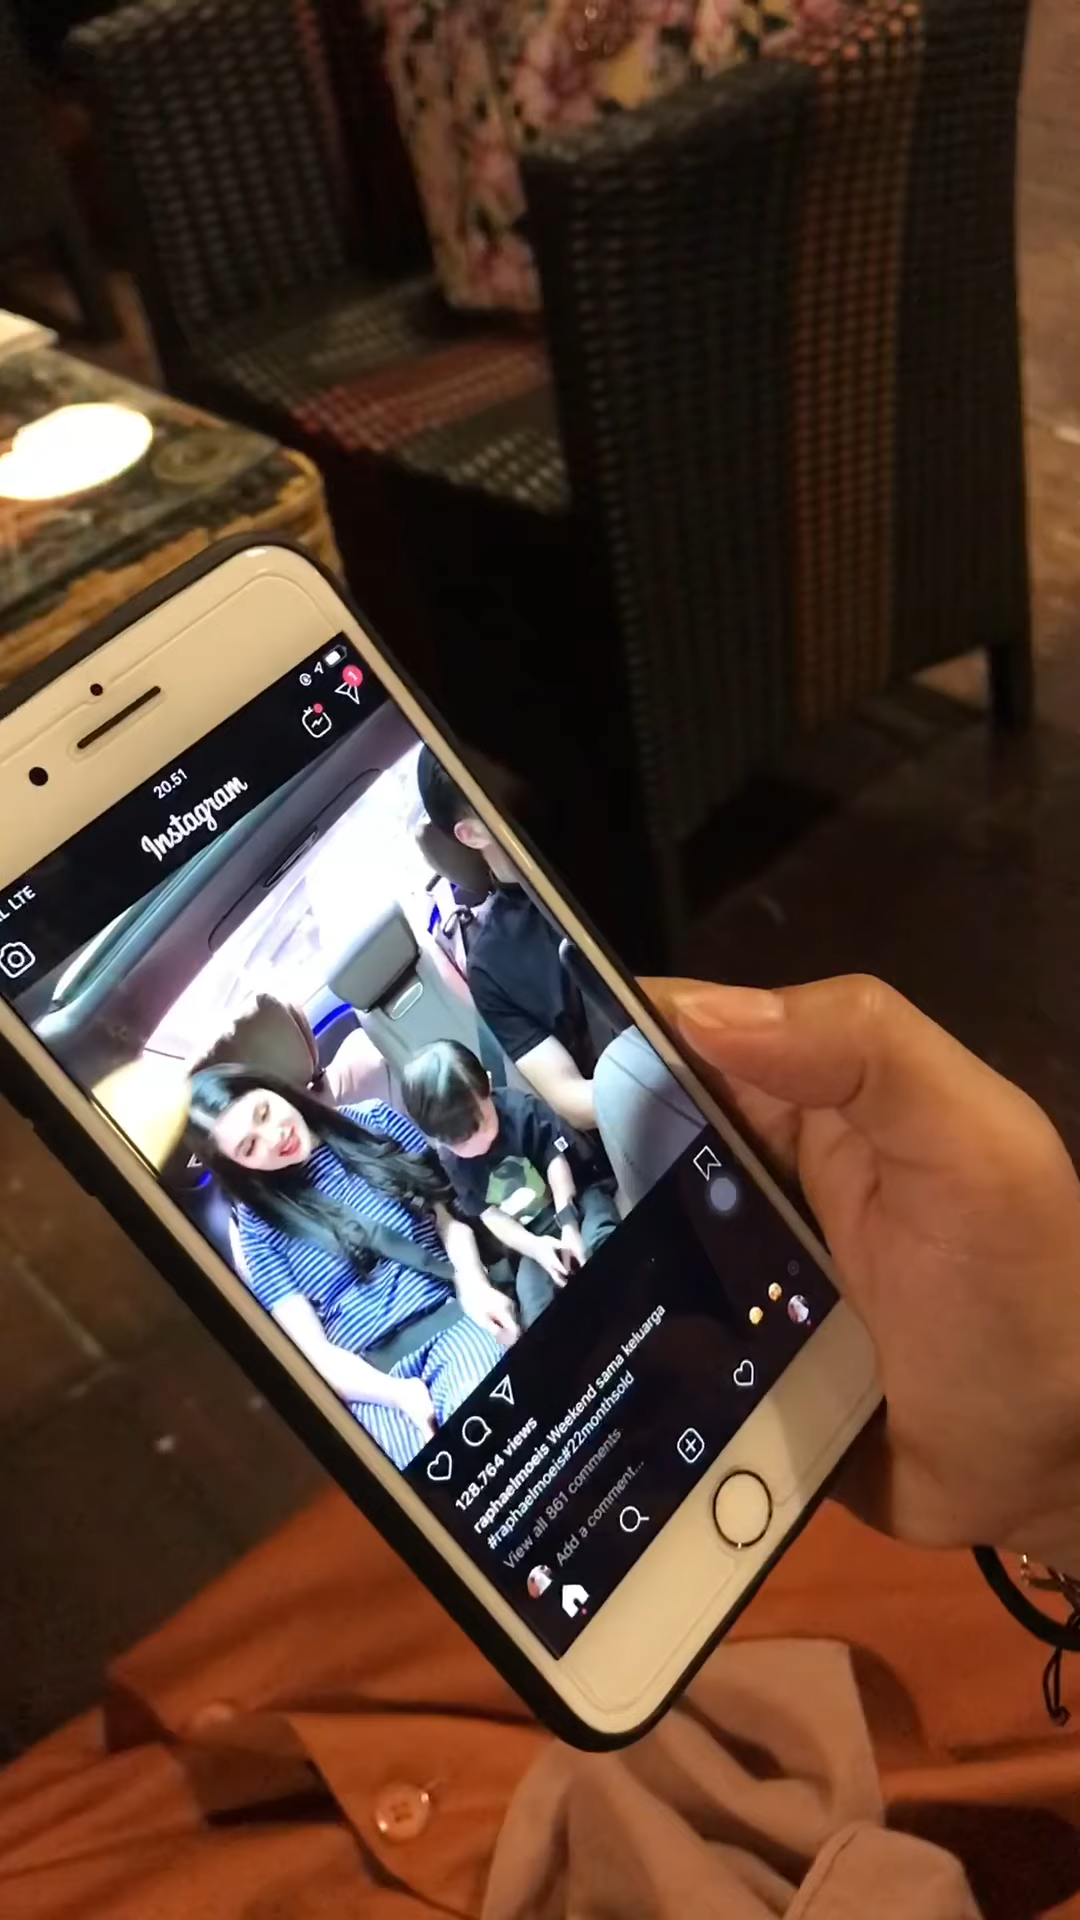 L LTE
20.51
1
Instagram
128.764 views
raphaelmoeis Weekend sama keluarga
#raphaelmoeis#22monthsold
View all 861 comments
Add a comment...